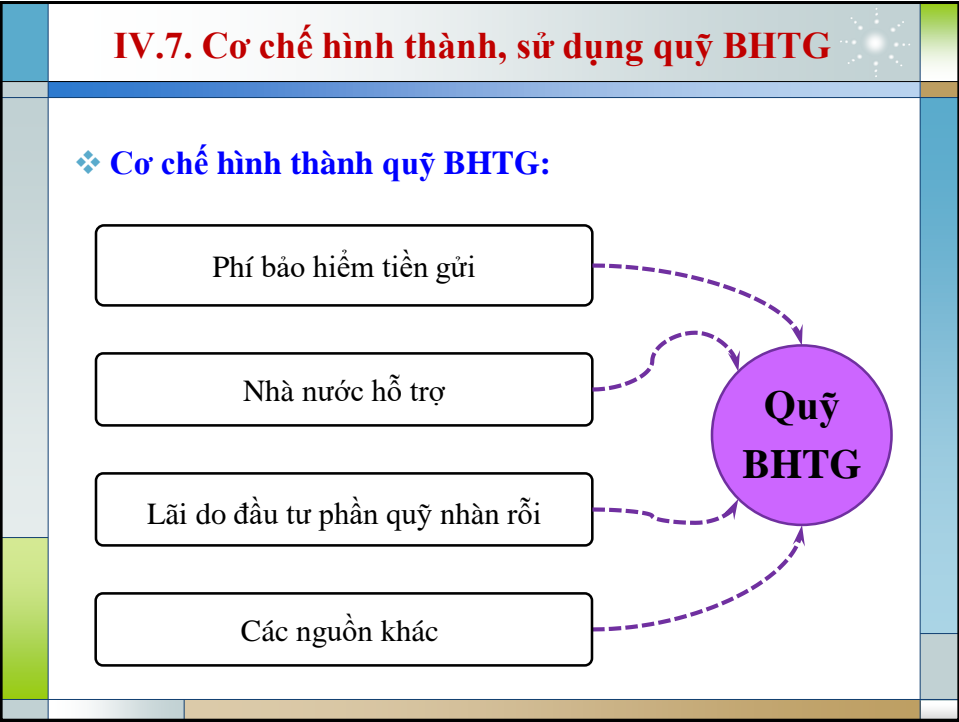 IV.7. Cơ chế hình thành, sử dụng quỹ BHTG
Cơ chế hình thành quỹ BHTG:
Phí bảo hiểm tiền gửi
Nhà nước hỗ trợ
Lãi do đầu tư phần quỹ nhàn rỗi
Các nguồn khác
Quỹ
BHTG